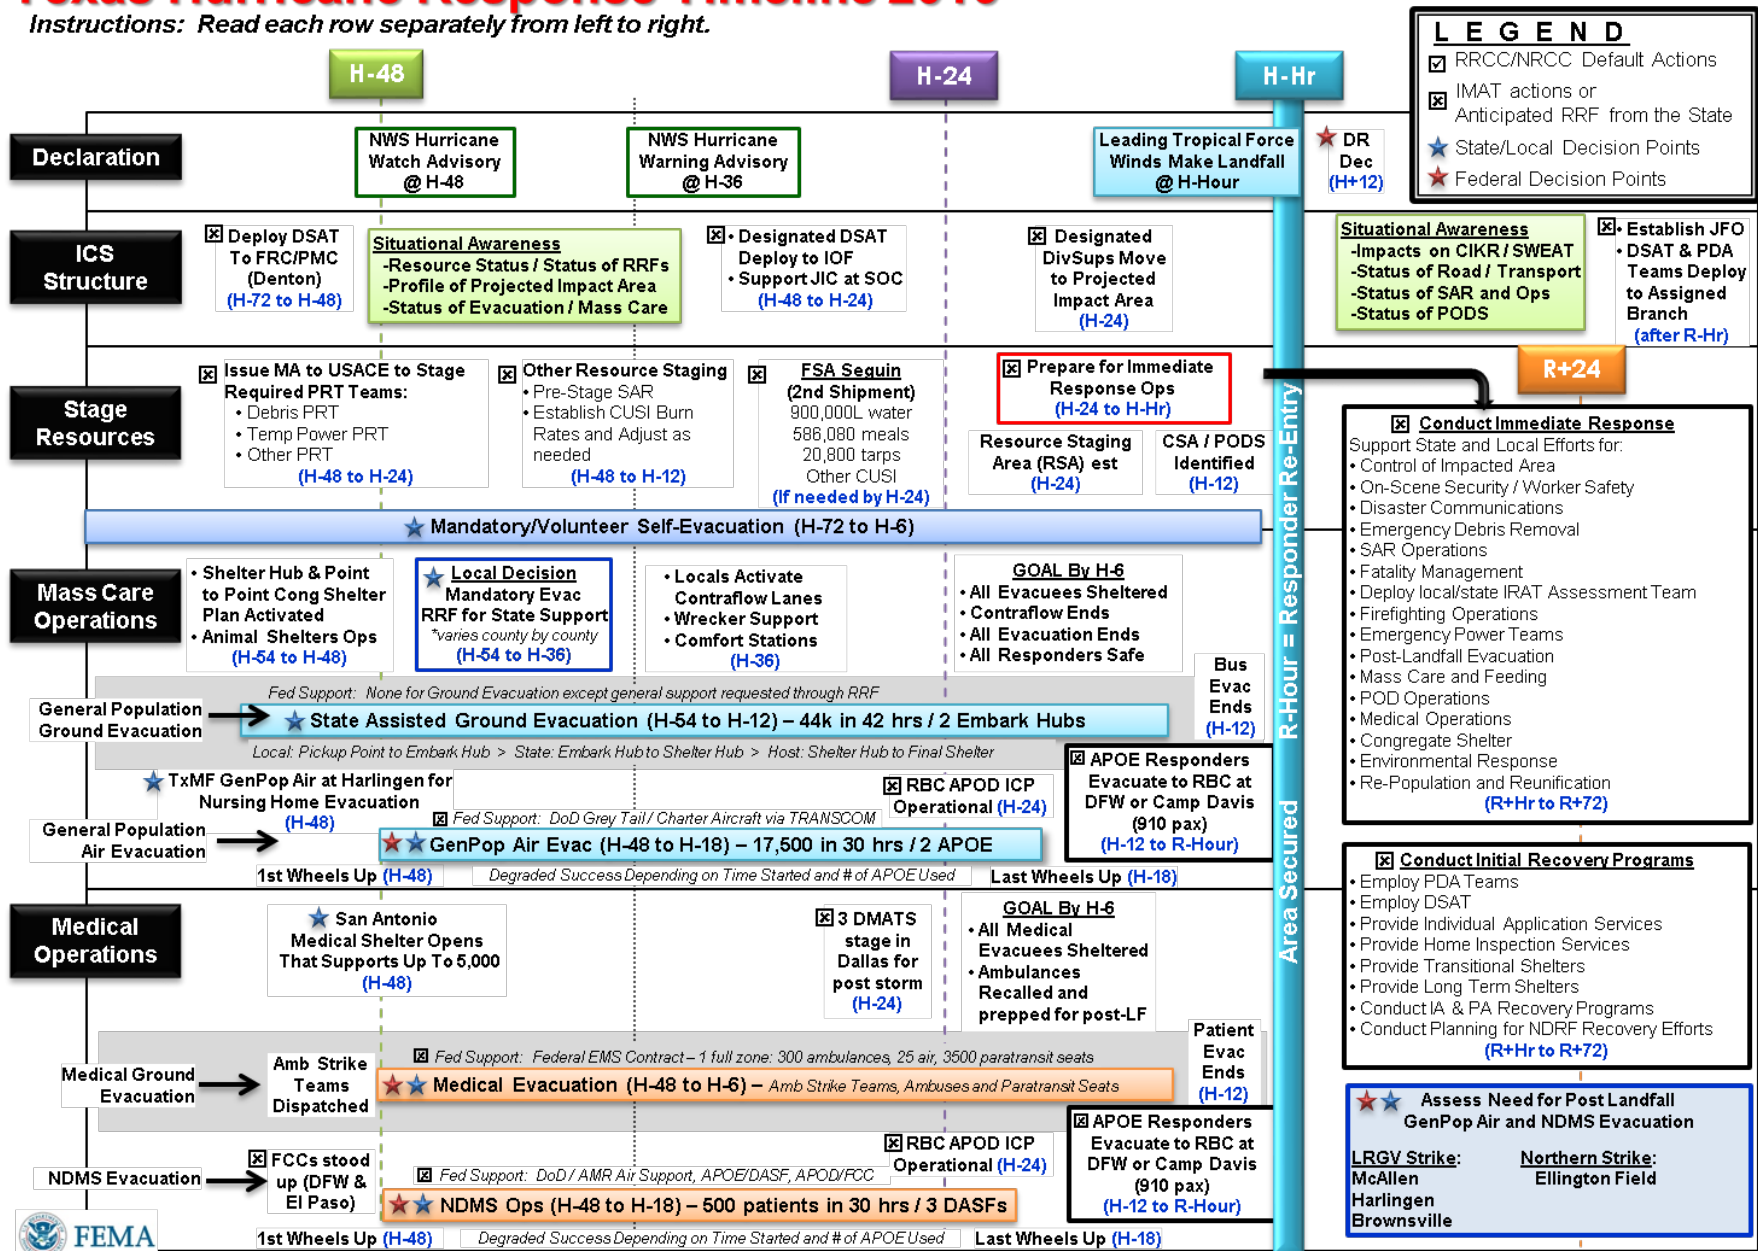 Texas Hurricane Response Timeline 2010
Instructions: Read each row separately from left to right.
L E G E N D
RRCC/NRCC Default Actions
IMAT actions or
Anticipated RRF from the State
State/Local Decision Points
Federal Decision Points
H-48
H-24
H-Hr
Declaration
NWS Hurricane
Watch Advisory
@ H-48
NWS Hurricane
Warning Advisory
@ H-36
Leading Tropical Force
Winds Make Landfall
@ H-Hour
DR
Dec
(H+12)
ICS
Structure
Deploy DSAT
To FRC/PMC
(Denton)
(H-72 to H-48)
Situational Awareness
-Resource Status / Status of RRFs
-Profile of Projected Impact Area
-Status of Evacuation / Mass Care
• Designated DSAT
Deploy to IOF
• Support JIC at SOC
(H-48 to H-24)
Designated
DivSups Move
to Projected
Impact Area
(H-24)
Situational Awareness
-Impacts on CIKR / SWEAT
-Status of Road / Transport
-Status of SAR and Ops
-Status of PODS
• Establish JFO
• DSAT & PDA
Teams Deploy
to Assigned
Branch
(after R-Hr)
Stage
Resources
Issue MA to USACE to Stage
Required PRT Teams:
• Debris PRT
• Temp Power PRT
• Other PRT
(H-48 to H-24)
Other Resource Staging
• Pre-Stage SAR
• Establish CUSI Burn
Rates and Adjust as
needed
(H-48 to H-12)
FSA Sequin
(2nd Shipment)
900,000L water
586,080 meals
20,800 tarps
Other CUSI
(If needed by H-24)
Prepare for Immediate
Response Ops
(H-24 to H-Hr)
Resource Staging
Area (RSA) est
(H-24)
CSA / PODS
Identified
(H-12)
Area Secured R-Hour = Responder Re-Entry
R+24
Conduct Immediate Response
Support State and Local Efforts for:
• Control of Impacted Area
• On-Scene Security / Worker Safety
• Disaster Communications
• Emergency Debris Removal
• SAR Operations
• Fatality Management
• Deploy local/state IRAT Assessment Team
• Firefighting Operations
• Emergency Power Teams
• Post-Landfall Evacuation
• Mass Care and Feeding
• POD Operations
• Medical Operations
• Congregate Shelter
• Environmental Response
• Re-Population and Reunification
(R+Hr to R+72)
Mandatory/Volunteer Self-Evacuation (H-72 to H-6)
Mass Care
Operations
• Shelter Hub & Point
to Point Cong Shelter
Plan Activated
• Animal Shelters Ops
(H-54 to H-48)
Local Decision
Mandatory Evac
RRF for State Support
*varies county by county
(H-54 to H-36)
• Locals Activate
Contraflow Lanes
• Wrecker Support
• Comfort Stations
(H-36)
GOAL By H-6
• All Evacuees Sheltered
• Contraflow Ends
• All Evacuation Ends
• All Responders Safe
Bus
Evac
Ends
(H-12)
General Population
Ground Evacuation
Fed Support: None for Ground Evacuation except general support requested through RRF
State Assisted Ground Evacuation (H-54 to H-12) – 44k in 42 hrs / 2 Embark Hubs
Local: Pickup Point to Embark Hub > State: Embark Hub to Shelter Hub > Host: Shelter Hub to Final Shelter
TxMF GenPop Air at Harlingen for
Nursing Home Evacuation
(H-48)
RBC APOD ICP
Operational (H-24)
APOE Responders
Evacuate to RBC at
DFW or Camp Davis
(910 pax)
(H-12 to R-Hour)
General Population
Air Evacuation
Fed Support: DoD Grey Tail / Charter Aircraft via TRANSCOM
GenPop Air Evac (H-48 to H-18) – 17,500 in 30 hrs / 2 APOE
1st Wheels Up (H-48)
Degraded Success Depending on Time Started and # of APOE Used
Last Wheels Up (H-18)
Conduct Initial Recovery Programs
• Employ PDA Teams
• Employ DSAT
• Provide Individual Application Services
• Provide Home Inspection Services
• Provide Transitional Shelters
• Provide Long Term Shelters
• Conduct IA & PA Recovery Programs
• Conduct Planning for NDRF Recovery Efforts
(R+Hr to R+72)
Medical
Operations
San Antonio
Medical Shelter Opens
That Supports Up To 5,000
(H-48)
3 DMATS
stage in
Dallas for
post storm
(H-24)
GOAL By H-6
• All Medical
Evacuees Sheltered
• Ambulances
Recalled and
prepped for post-LF
Patient
Evac
Ends
(H-12)
Medical Ground
Evacuation
Amb Strike
Teams
Dispatched
Fed Support: Federal EMS Contract – 1 full zone: 300 ambulances, 25 air, 3500 paratransit seats
Medical Evacuation (H-48 to H-6) – Amb Strike Teams, Ambuses and Paratransit Seats
RBC APOD ICP
Operational (H-24)
APOE Responders
Evacuate to RBC at
DFW or Camp Davis
(910 pax)
(H-12 to R-Hour)
NDMS Evacuation
FCCs stood
up (DFW &
El Paso)
Fed Support: DoD / AMR Air Support, APOE/DASF, APOD/FCC
NDMS Ops (H-48 to H-18) – 500 patients in 30 hrs / 3 DASFs
1st Wheels Up (H-48)
Degraded Success Depending on Time Started and # of APOE Used
Last Wheels Up (H-18)
Assess Need for Post Landfall
GenPop Air and NDMS Evacuation
LRGV Strike:
McAllen
Harlingen
Brownsville
Northern Strike:
Ellington Field
FEMA